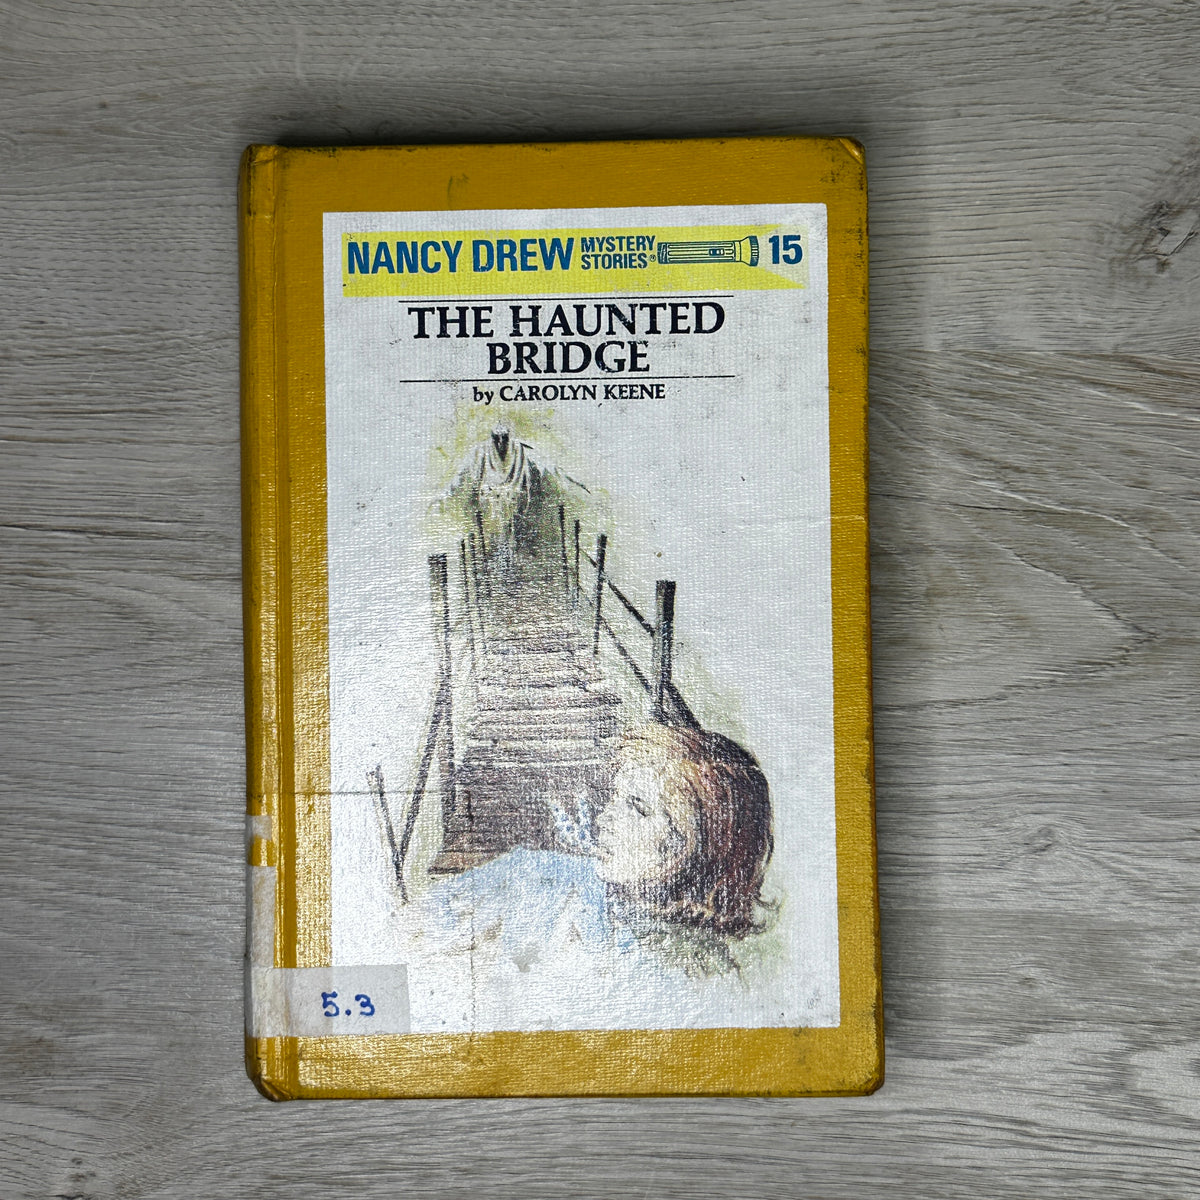 NANCY DREW MYSTERY STORIES® 15
THE HAUNTED
BRIDGE
by CAROLYN KEENE
5.3